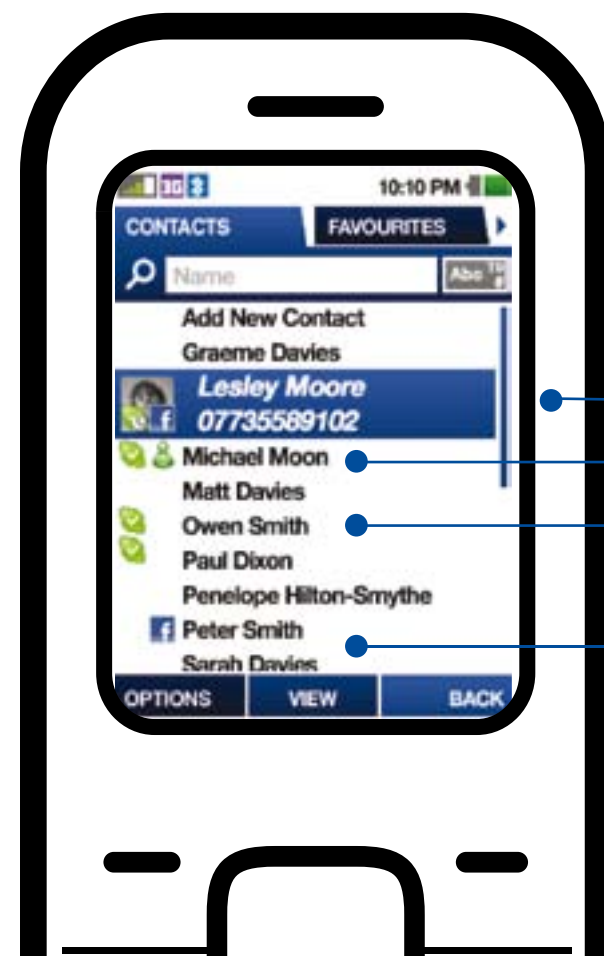 3G
10:10 PM
CONTACTS FAVOURITES
Name Abc
Add New Contact
Graeme Davies
Lesley Moore
f 07735589102
Michael Moon
Matt Davies
Owen Smith
Paul Dixon
Penelope Hilton-Smythe
f Peter Smith
Sarah Davies
OPTIONS VIEW BACK